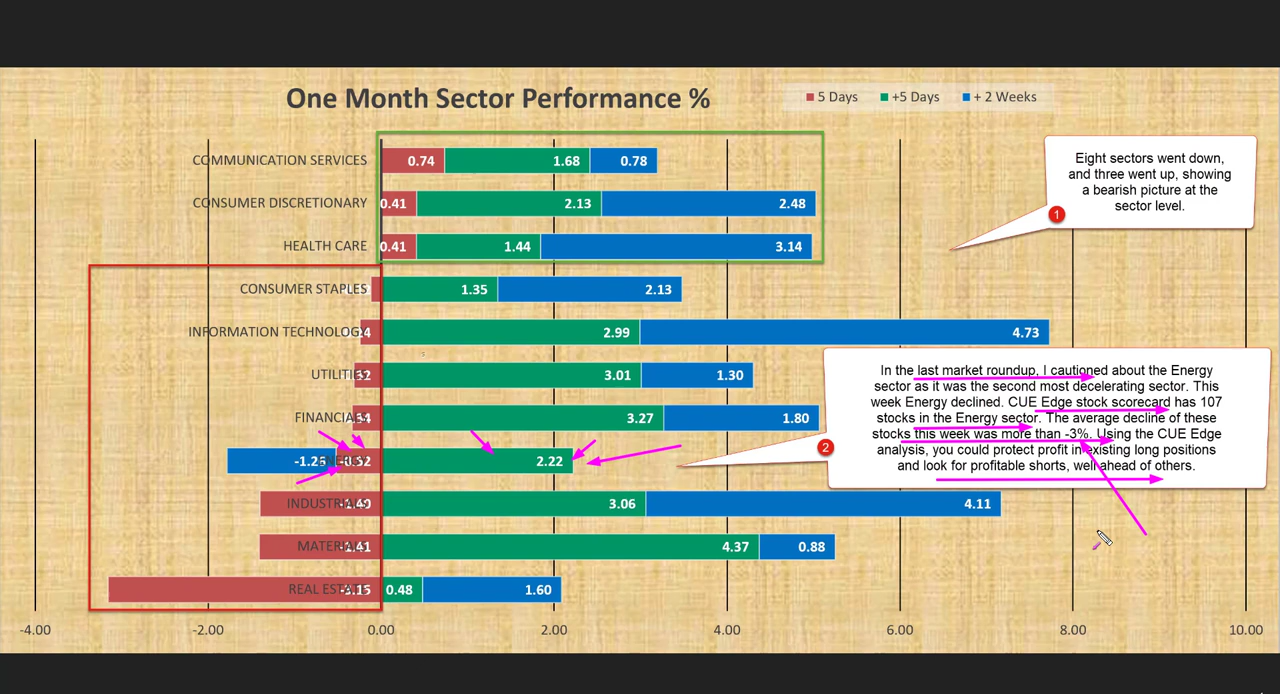 One Month Sector Performance %
5 Days +5 Days + 2 Weeks
COMMUNICATION SERVICES 0.74 1.68 0.78
CONSUMER DISCRETIONARY 0.41 2.13 2.48
HEALTH CARE 0.41 1.44 3.14
CONSUMER STAPLES 1.35 2.13
INFORMATION TECHNOLOGY 2.99 4.73
UTILITIES 3.01 1.30
FINANCIALS 3.27 1.80
ENERGY 2.22
INDUSTRIALS 3.06 4.11
MATERIALS 4.37 0.88
REAL ESTATE -3.15 0.48 1.60
-4.00 -2.00 0.00 2.00 4.00 6.00 8.00 10.00
Eight sectors went down,
and three went up, showing
a bearish picture at the
sector level.
1
In the last market roundup, I cautioned about the Energy
sector as it was the second most decelerating sector. This
week Energy declined. CUE Edge stock scorecard has 107
stocks in the Energy sector. The average decline of these
stocks this week was more than -3%. Using the CUE Edge
analysis, you could protect profit in existing long positions
and look for profitable shorts, well ahead of others.
2